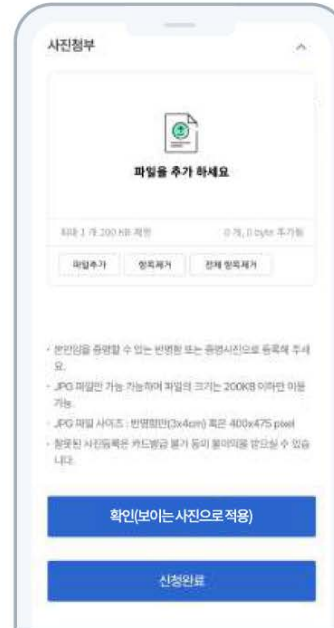 사진첨부
파일을 추가 하세요
최대 1 개 200 KB 제한
0 개, 0 byte 추가됨
파일추가
항목제거
전체 항목제거
- 본인임을 증명할 수 있는 반명함 또는 증명사진으로 등록해 주세
요.
- JPG 파일만 가능 가능하며 파일의 크기는 200KB 이하만 이용
가능.
- JPG 파일 사이즈 : 반명함판(3x4cm) 혹은 400x475 pixel
- 잘못된 사진등록은 카드발급 불가 등의 불이익을 받으실 수 있습
니다.
확인(보이는 사진으로 적용)
신청완료